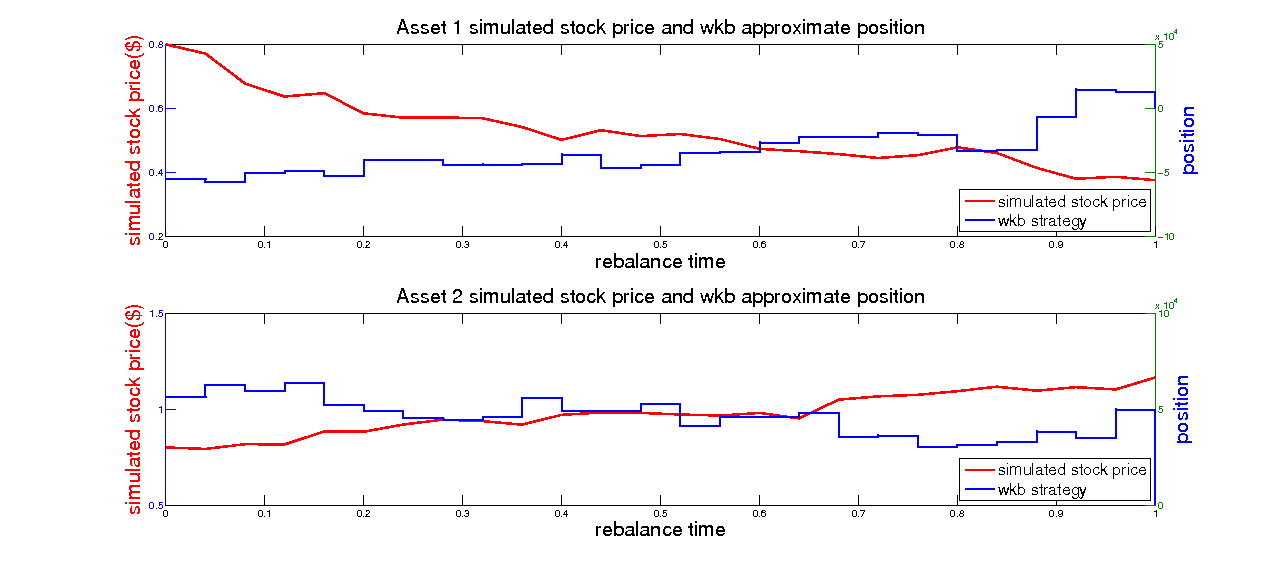 Asset 1 simulated stock price and wkb approximate position
x 10^4
simulated stock price($)
0.8
0.6
0.4
0.2
5
0
-5
-10
position
simulated stock price
wkb strategy
0 0.1 0.2 0.3 0.4 0.5 0.6 0.7 0.8 0.9 1
rebalance time
Asset 2 simulated stock price and wkb approximate position
x 10^4
simulated stock price($)
1.5
1
0.5
10
5
0
position
simulated stock price
wkb strategy
0 0.1 0.2 0.3 0.4 0.5 0.6 0.7 0.8 0.9 1
rebalance time